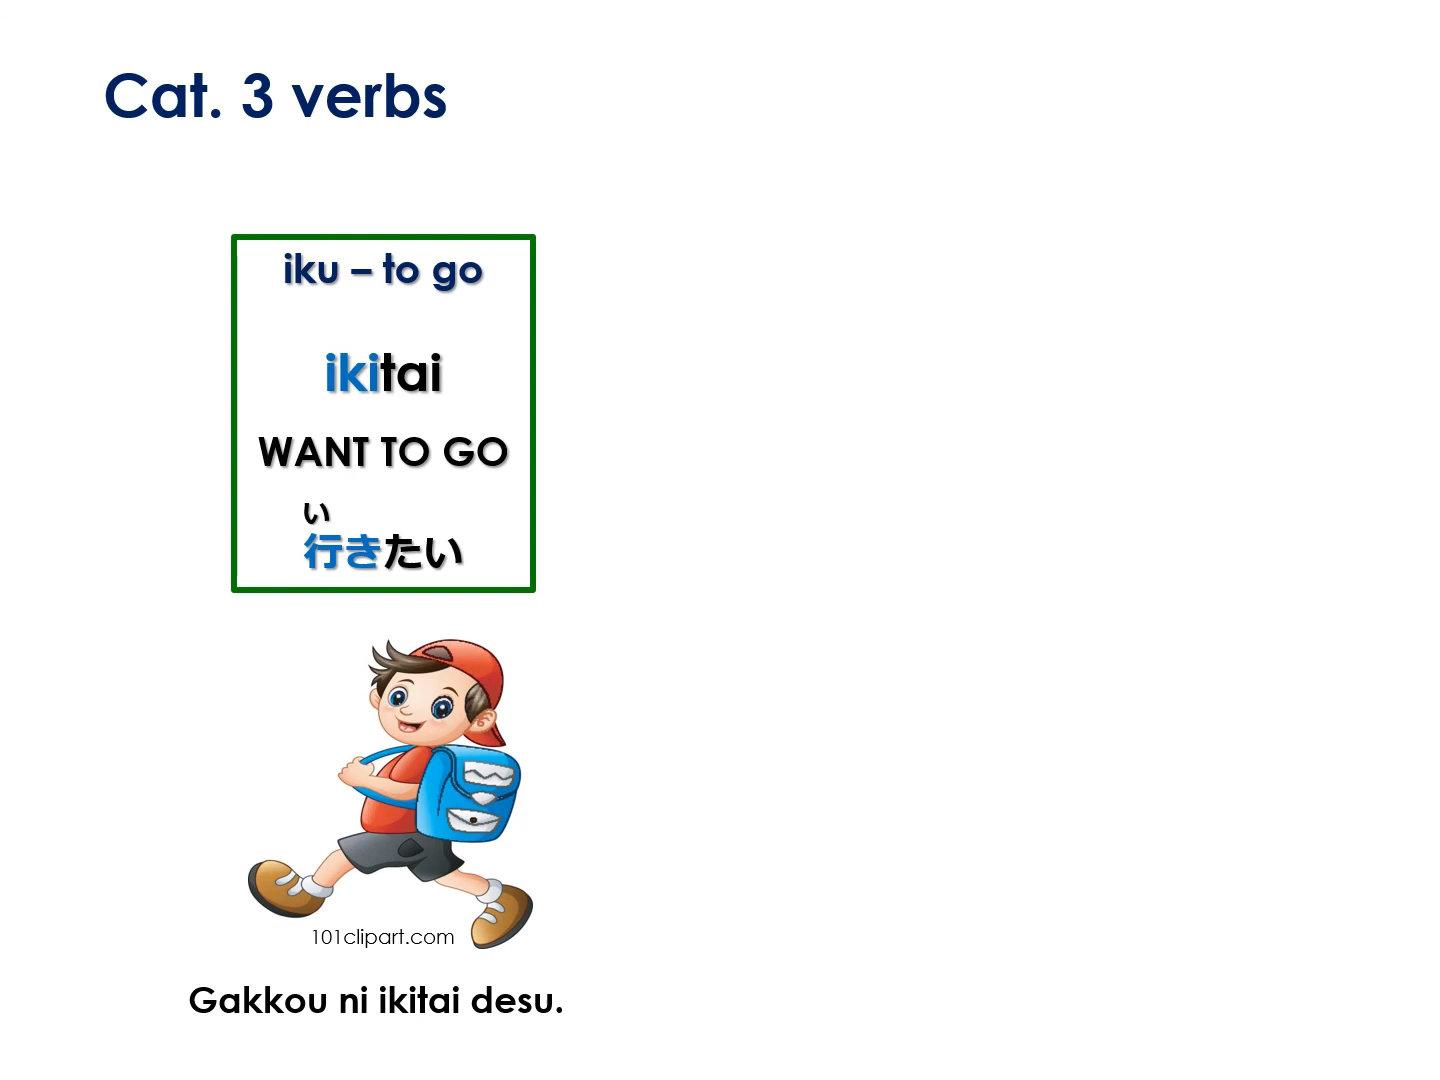 Cat. 3 verbs
iku – to go
ikitai
WANT TO GO
い
行きたい
101clipart.com
Gakkou ni ikitai desu.